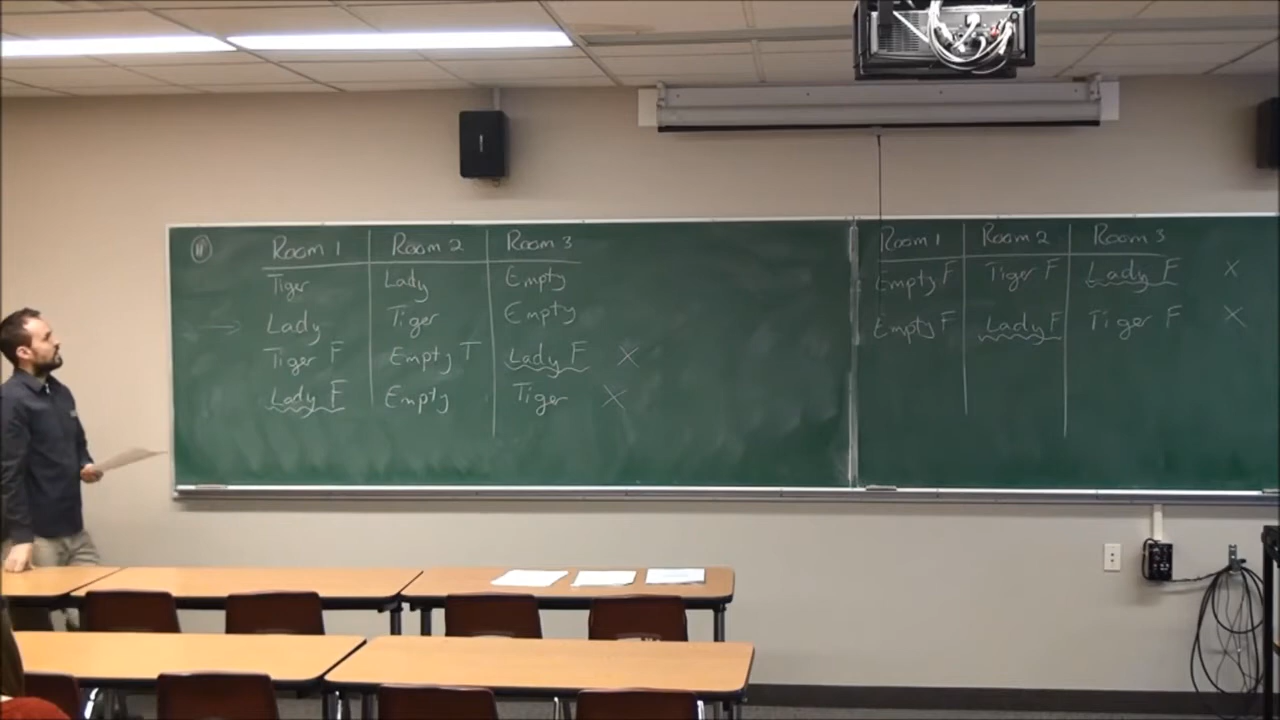 11 Room 1 Room 2 Room 3
Tiger Lady Empty
→ Lady Tiger Empty
Tiger F Empty T Lady F X
Lady F Empty Tiger X
Room 1 Room 2 Room 3
Empty F Tiger F Lady F X
Empty F Lady F Tiger F X